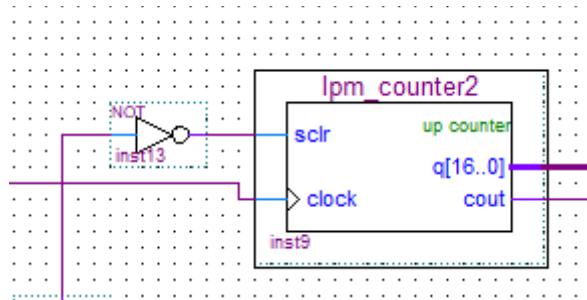 lpm_counter2
NOT
sclr
up counter
inst13
q[16..0]
clock
cout
inst9